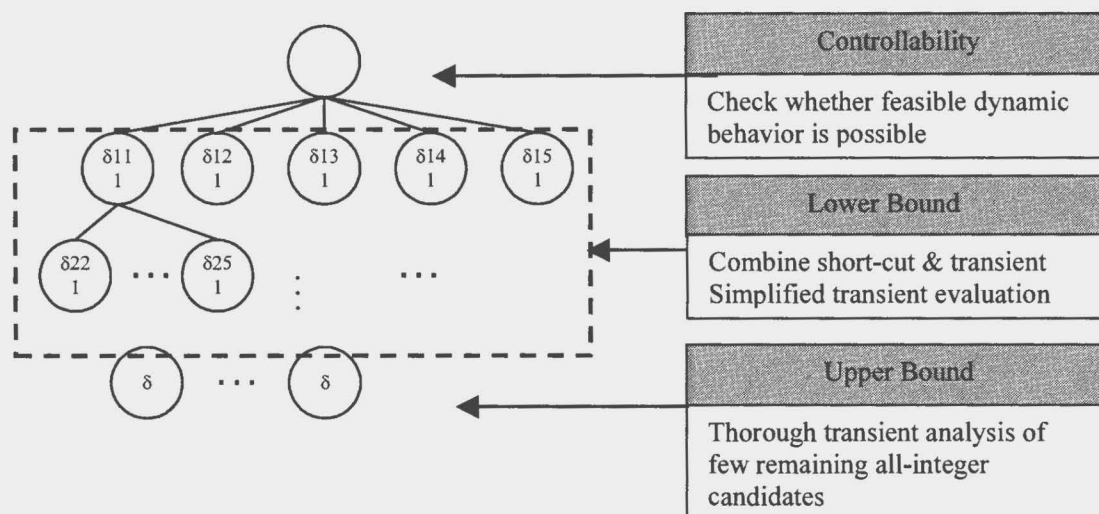 Controllability
Check whether feasible dynamic
behavior is possible
δ11 δ12 δ13 δ14 δ15
1 1 1 1 1
Lower Bound
Combine short-cut & transient
Simplified transient evaluation
δ22 ... δ25 ... ...
1 1
Upper Bound
Thorough transient analysis of
few remaining all-integer
candidates
δ ... δ